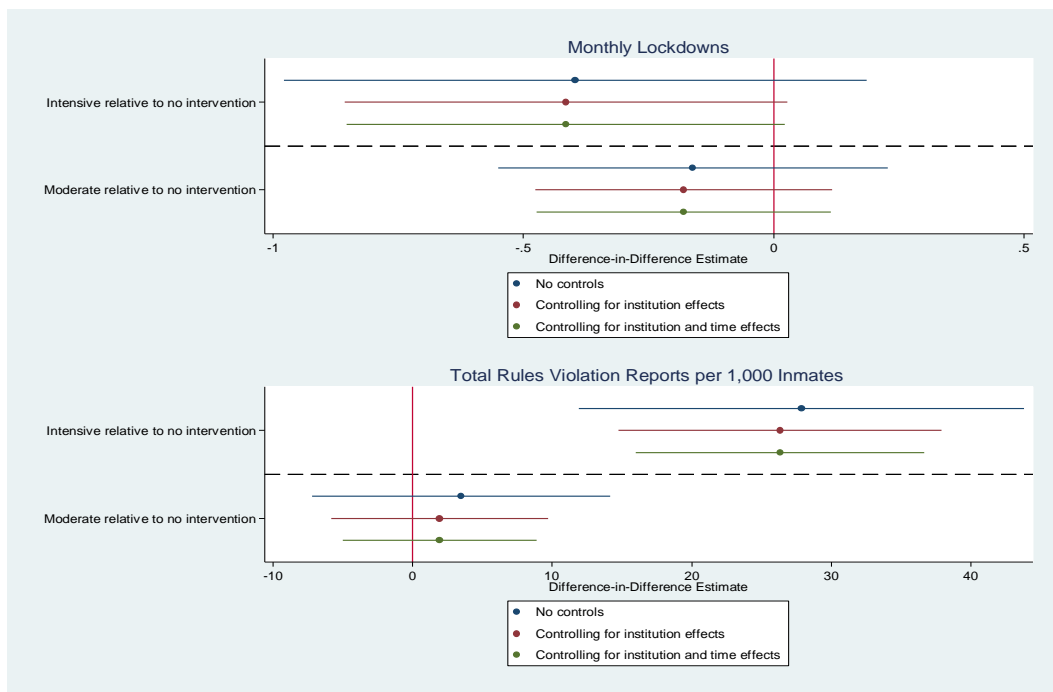 Monthly Lockdowns
Intensive relative to no intervention
Moderate relative to no intervention
-1 -.5 0 .5
Difference-in-Difference Estimate
No controls
Controlling for institution effects
Controlling for institution and time effects
Total Rules Violation Reports per 1,000 Inmates
Intensive relative to no intervention
Moderate relative to no intervention
-10 0 10 20 30 40
Difference-in-Difference Estimate
No controls
Controlling for institution effects
Controlling for institution and time effects